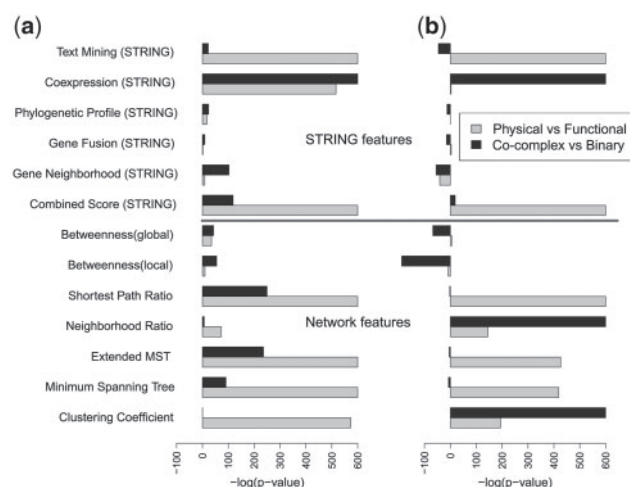 (a)
(b)
Text Mining (STRING)
Coexpression (STRING)
Phylogenetic Profile (STRING)
Gene Fusion (STRING)
Gene Neighborhood (STRING)
Combined Score (STRING)
Betweenness(global)
Betweenness(local)
Shortest Path Ratio
Neighborhood Ratio
Extended MST
Minimum Spanning Tree
Clustering Coefficient
STRING features
Network features
Physical vs Functional
Co-complex vs Binary
-100 0 100 200 300 400 500 600
−log(p−value)
-100 0 100 200 300 400 500 600
−log(p−value)